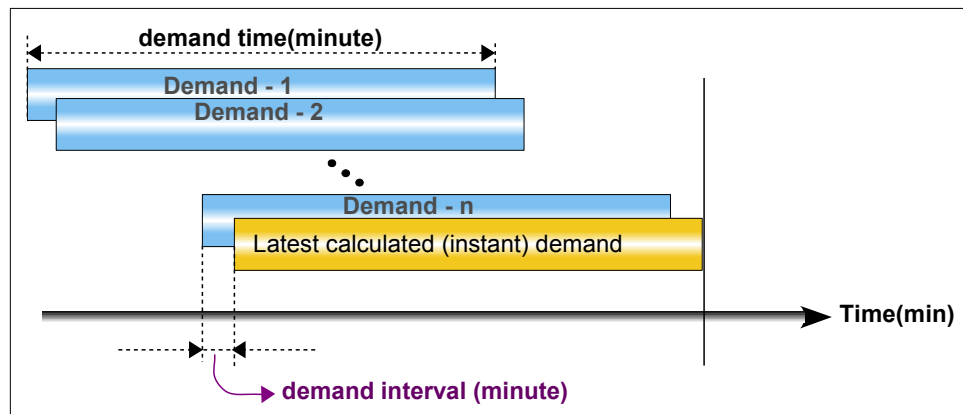 demand time(minute)
Demand - 1
Demand - 2
Demand - n
Latest calculated (instant) demand
Time(min)
demand interval (minute)